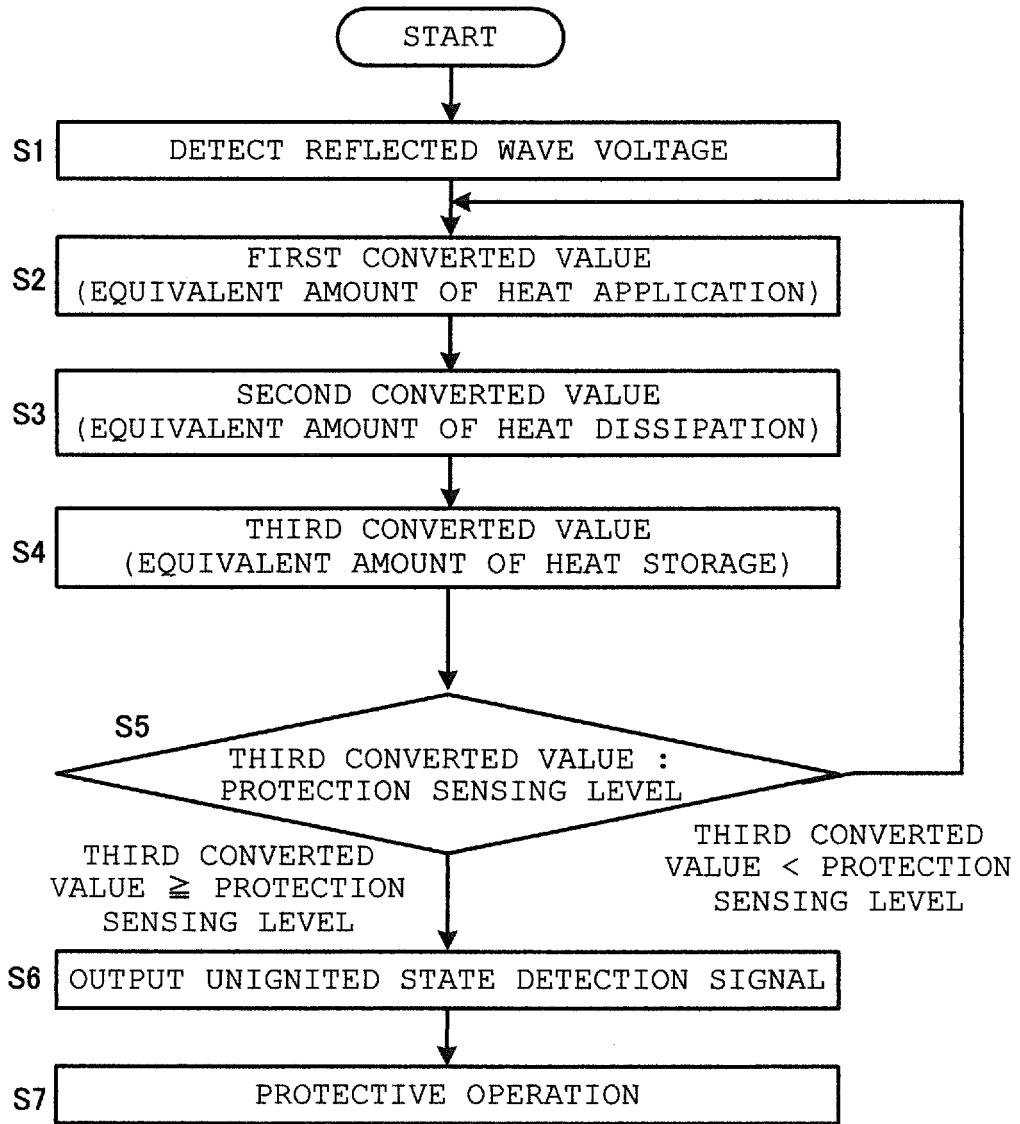 START
S1
DETECT REFLECTED WAVE VOLTAGE
S2
FIRST CONVERTED VALUE
(EQUIVALENT AMOUNT OF HEAT APPLICATION)
S3
SECOND CONVERTED VALUE
(EQUIVALENT AMOUNT OF HEAT DISSIPATION)
S4
THIRD CONVERTED VALUE
(EQUIVALENT AMOUNT OF HEAT STORAGE)
S5
THIRD CONVERTED VALUE :
PROTECTION SENSING LEVEL
THIRD CONVERTED
VALUE ≧ PROTECTION
SENSING LEVEL
THIRD CONVERTED
VALUE < PROTECTION
SENSING LEVEL
S6
OUTPUT UNIGNITED STATE DETECTION SIGNAL
S7
PROTECTIVE OPERATION